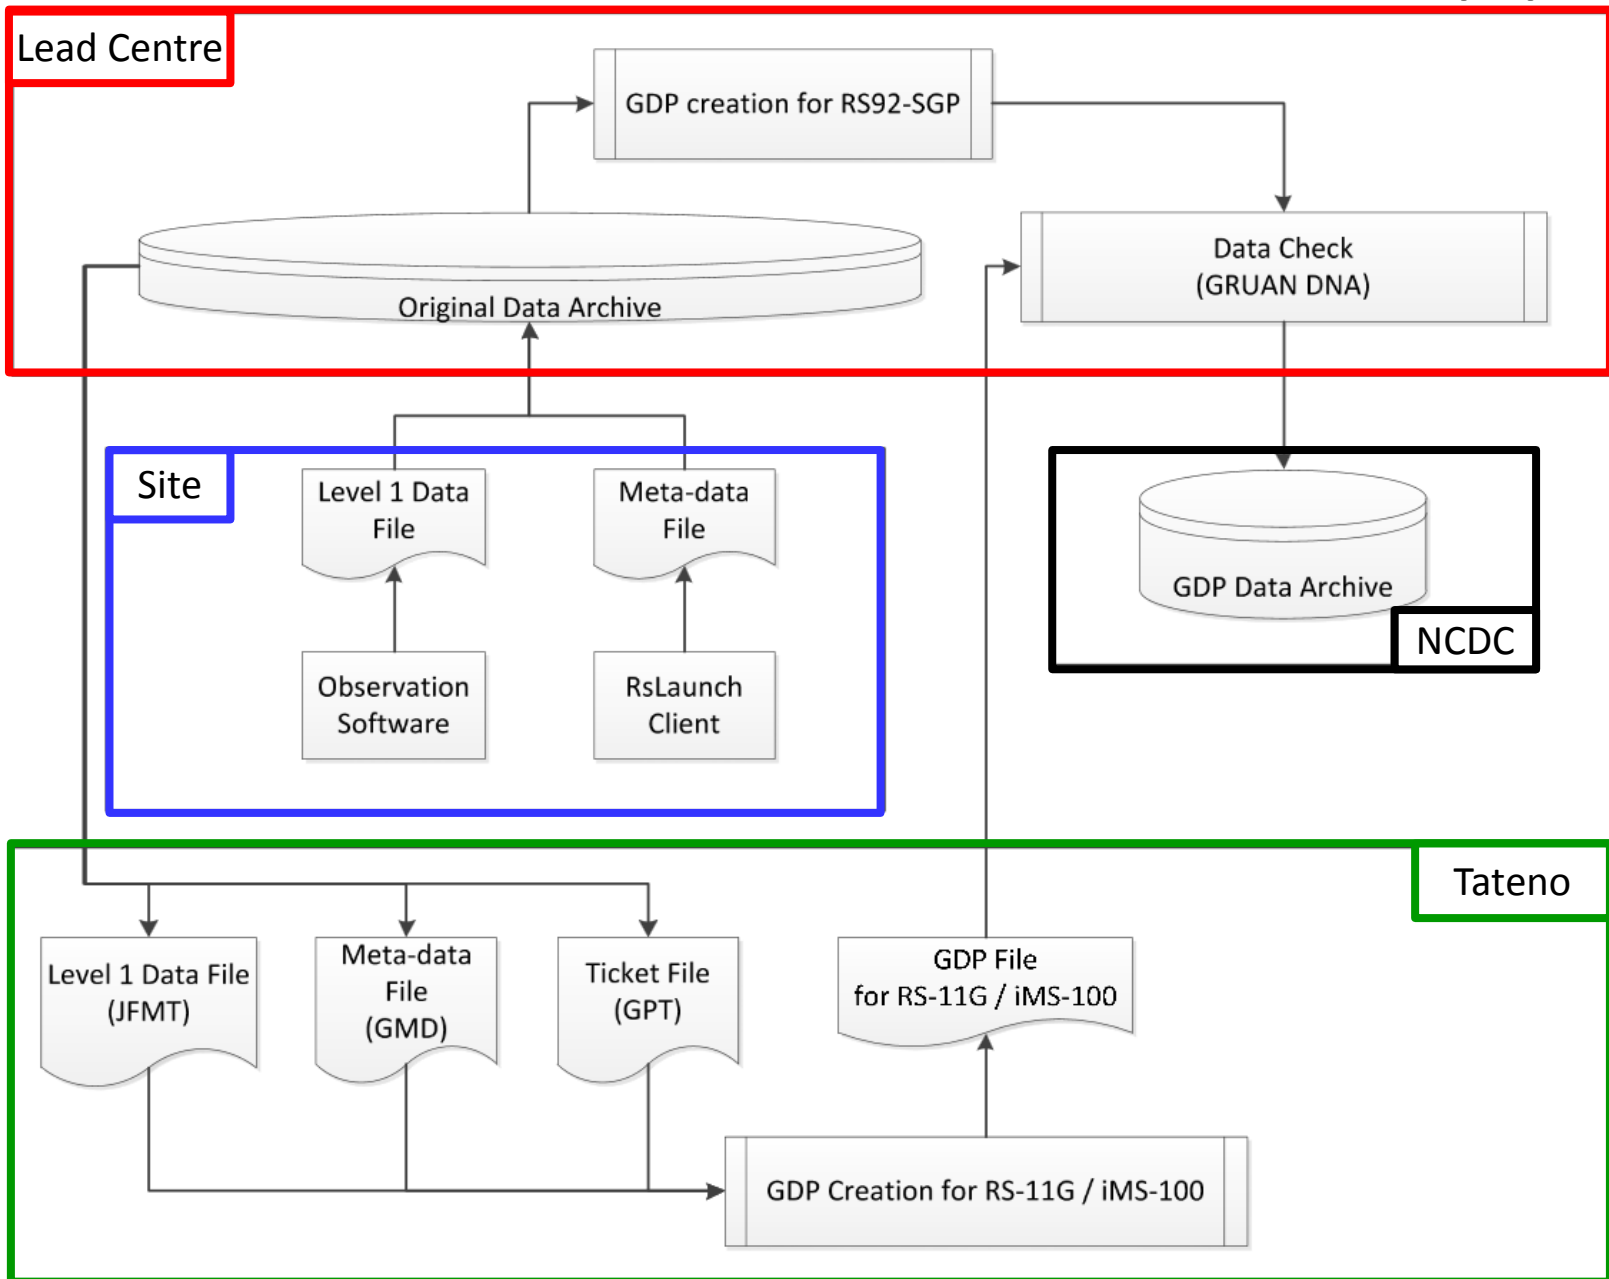 Lead Centre
GDP creation for RS92-SGP
Data Check
(GRUAN DNA)
Original Data Archive
Site
Level 1 Data
File
Meta-data
File
Observation
Software
RsLaunch
Client
GDP Data Archive
NCDC
Tateno
Level 1 Data File
(JFMT)
Meta-data
File
(GMD)
Ticket File
(GPT)
GDP File
for RS-11G / iMS-100
GDP Creation for RS-11G / iMS-100